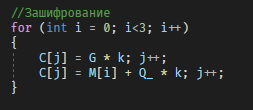 //Зашифрование
for (int i = 0; i<3; i++)
{
C[j] = G * k; j++;
C[j] = M[i] + Q_ * k; j++;
}